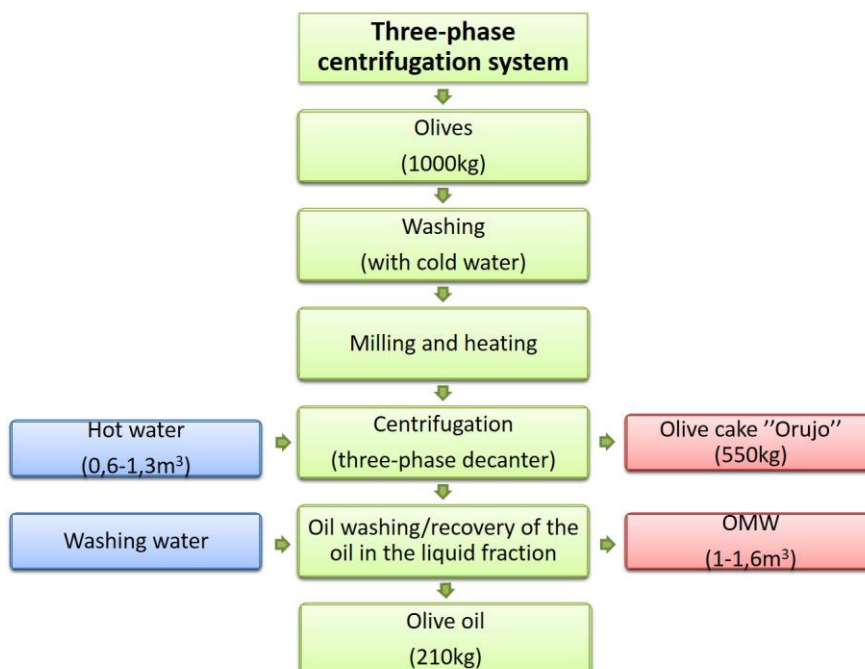 Three-phase
centrifugation system
Olives
(1000kg)
Washing
(with cold water)
Milling and heating
Hot water
(0,6-1,3m³)
Centrifugation
(three-phase decanter)
Olive cake ’’Orujo’’
(550kg)
Washing water
Oil washing/recovery of the
oil in the liquid fraction
OMW
(1-1,6m³)
Olive oil
(210kg)